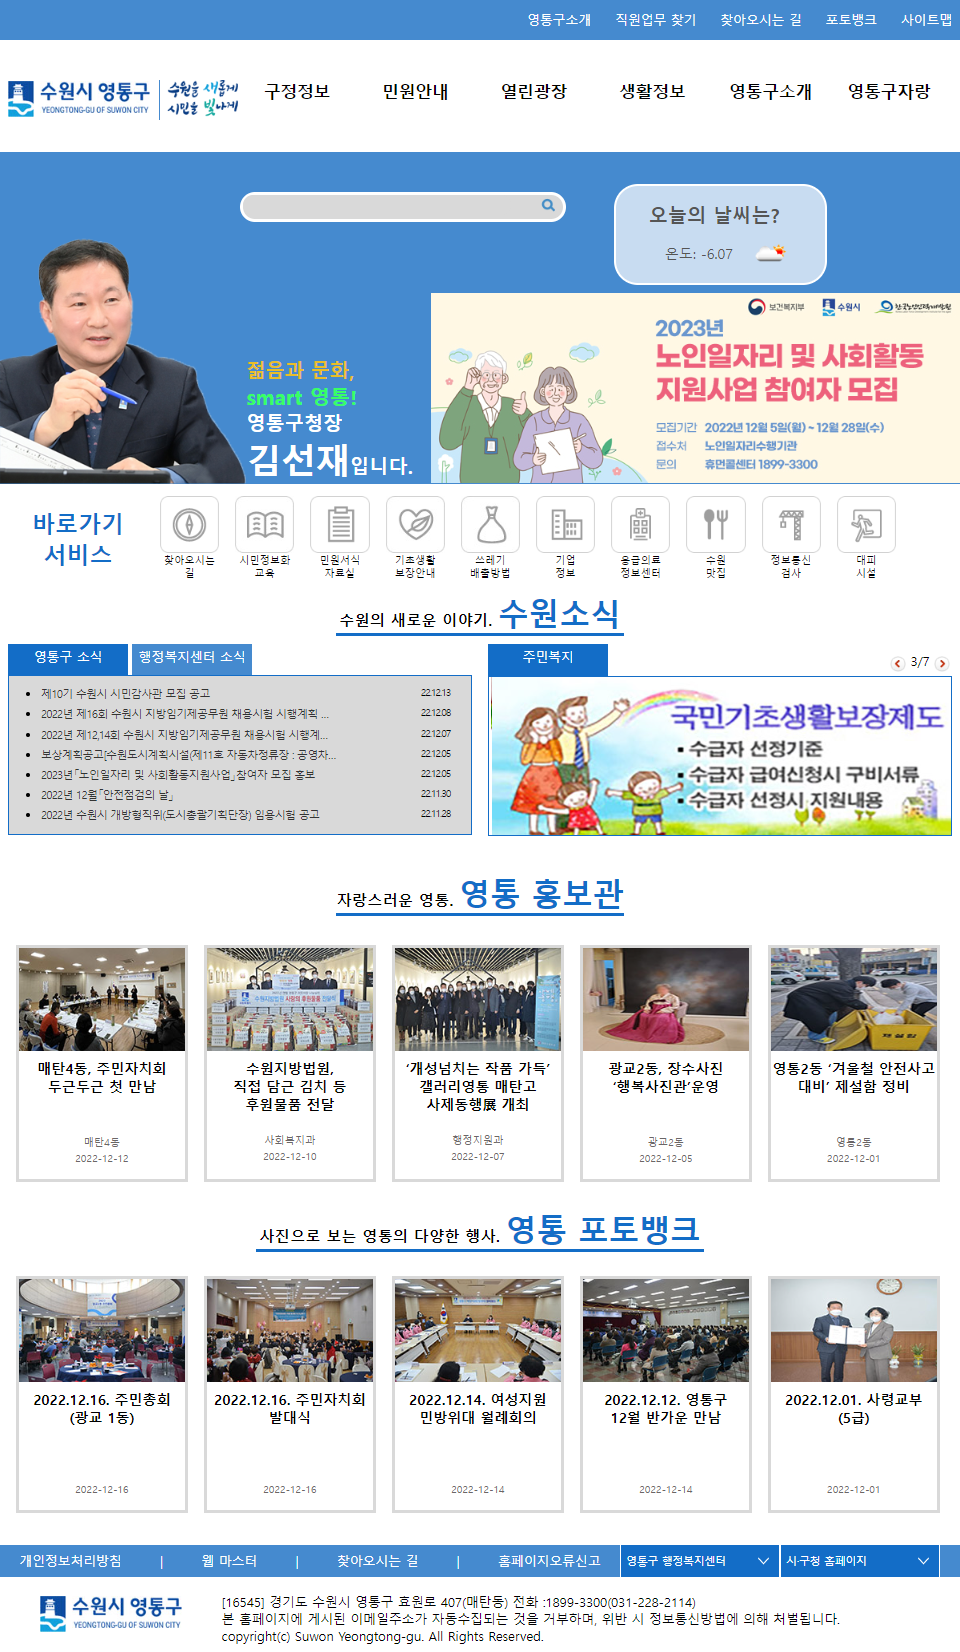 영통구소개 직원업무 찾기 찾아오시는 길 포토뱅크 사이트맵
수원시 영통구
YEONGTONG-GU OF SUWON CITY
수원을 새롭게
시민을 빛나게
구정정보 민원안내 열린광장 생활정보 영통구소개 영통구자랑
오늘의 날씨는?
온도: -6.07
젊음과 문화,
smart 영통!
영통구청장
김선재입니다.
보건복지부 수원시 한국노인인력개발원
2023년
노인일자리 및 사회활동
지원사업 참여자 모집
모집기간 2022년 12월 5일(월) ~ 12월 28일(수)
접수처 노인일자리수행기관
문의 휴먼콜센터 1899-3300
바로가기
서비스
찾아오시는
길
시민정보화
교육
민원서식
자료실
기초생활
보장안내
쓰레기
배출방법
기업
정보
응급의료
정보센터
수원
맛집
정보통신
검사
대피
시설
수원의 새로운 이야기. 수원소식
영통구 소식 행정복지센터 소식
제10기 수원시 시민감사관 모집 공고 22.12.13
2022년 제16회 수원시 지방임기제공무원 채용시험 시행계획 ... 22.12.08
2022년 제12,14회 수원시 지방임기제공무원 채용시험 시행계... 22.12.07
보상계획공고[수원도시계획시설(제11호 자동차정류장 : 공영차... 22.12.05
2023년 「노인일자리 및 사회활동지원사업」 참여자 모집 홍보 22.12.05
2022년 12월 「안전점검의 날」 22.11.30
2022년 수원시 개방형직위(도시총괄기획단장) 임용시험 공고 22.11.28
주민복지
3/7
국민기초생활보장제도
▪ 수급자 선정기준
▪ 수급자 급여신청시 구비서류
▪ 수급자 선정시 지원내용
자랑스러운 영통. 영통 홍보관
매탄4동, 주민자치회
두근두근 첫 만남
매탄4동
2022-12-12
수원지방법원,
직접 담근 김치 등
후원물품 전달
사회복지과
2022-12-10
‘개성넘치는 작품 가득’
갤러리영통 매탄고
사제동행展 개최
행정지원과
2022-12-07
광교2동, 장수사진
‘행복사진관’운영
광교2동
2022-12-05
영통2동 ‘겨울철 안전사고
대비’ 제설함 정비
영통2동
2022-12-01
사진으로 보는 영통의 다양한 행사. 영통 포토뱅크
2022.12.16. 주민총회
(광교 1동)
2022-12-16
2022.12.16. 주민자치회
발대식
2022-12-16
2022.12.14. 여성지원
민방위대 월례회의
2022-12-14
2022.12.12. 영통구
12월 반가운 만남
2022-12-14
2022.12.01. 사령교부
(5급)
2022-12-01
개인정보처리방침 | 웹 마스터 | 찾아오시는 길 | 홈페이지오류신고 영통구 행정복지센터 시·구청 홈페이지
수원시 영통구
YEONGTONG-GU OF SUWON CITY
[16545] 경기도 수원시 영통구 효원로 407(매탄동) 전화 :1899-3300(031-228-2114)
본 홈페이지에 게시된 이메일주소가 자동수집되는 것을 거부하며, 위반 시 정보통신방법에 의해 처벌됩니다.
copyright(c) Suwon Yeongtong-gu. All Rights Reserved.